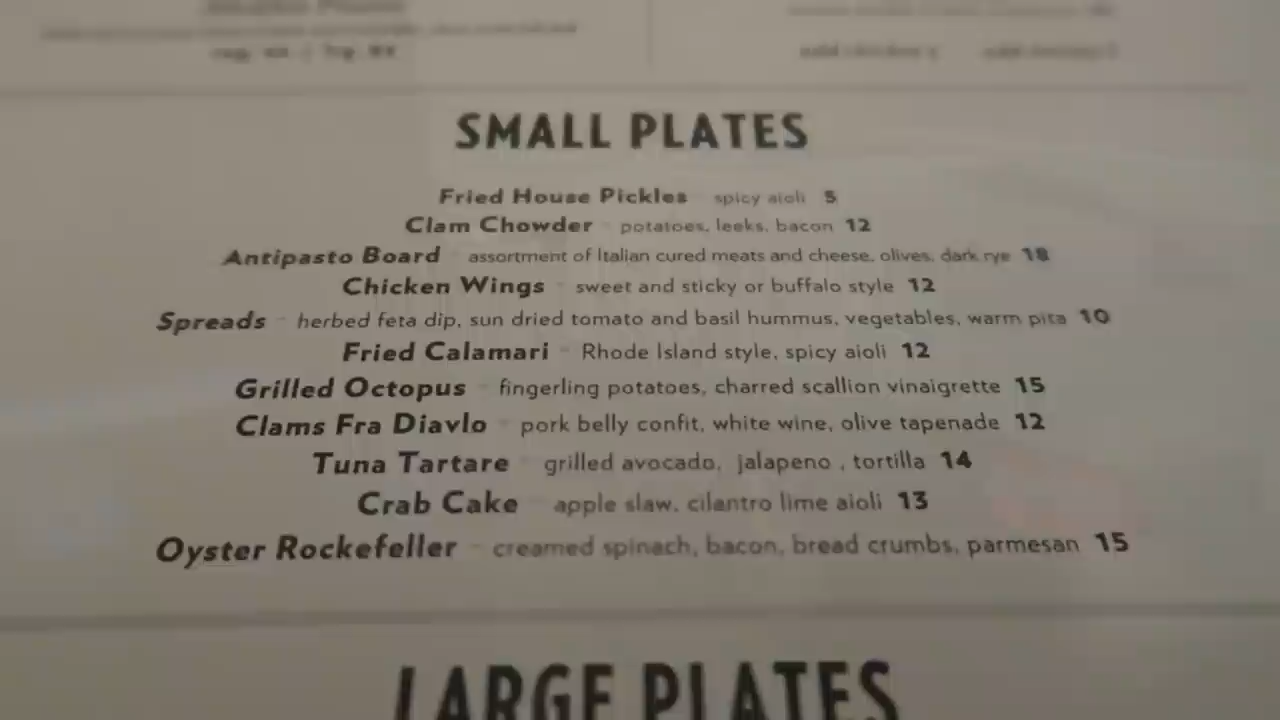 SMALL PLATES
Fried House Pickles - spicy aioli 5
Clam Chowder - potatoes, leeks, bacon 12
Antipasto Board - assortment of Italian cured meats and cheese, olives, dark rye 18
Chicken Wings - sweet and sticky or buffalo style 12
Spreads - herbed feta dip, sun dried tomato and basil hummus, vegetables, warm pita 10
Fried Calamari - Rhode Island style, spicy aioli 12
Grilled Octopus - fingerling potatoes, charred scallion vinaigrette 15
Clams Fra Diavlo - pork belly confit, white wine, olive tapenade 12
Tuna Tartare - grilled avocado, jalapeno , tortilla 14
Crab Cake - apple slaw, cilantro lime aioli 13
Oyster Rockefeller - creamed spinach, bacon, bread crumbs, parmesan 15
LARGE PLATES